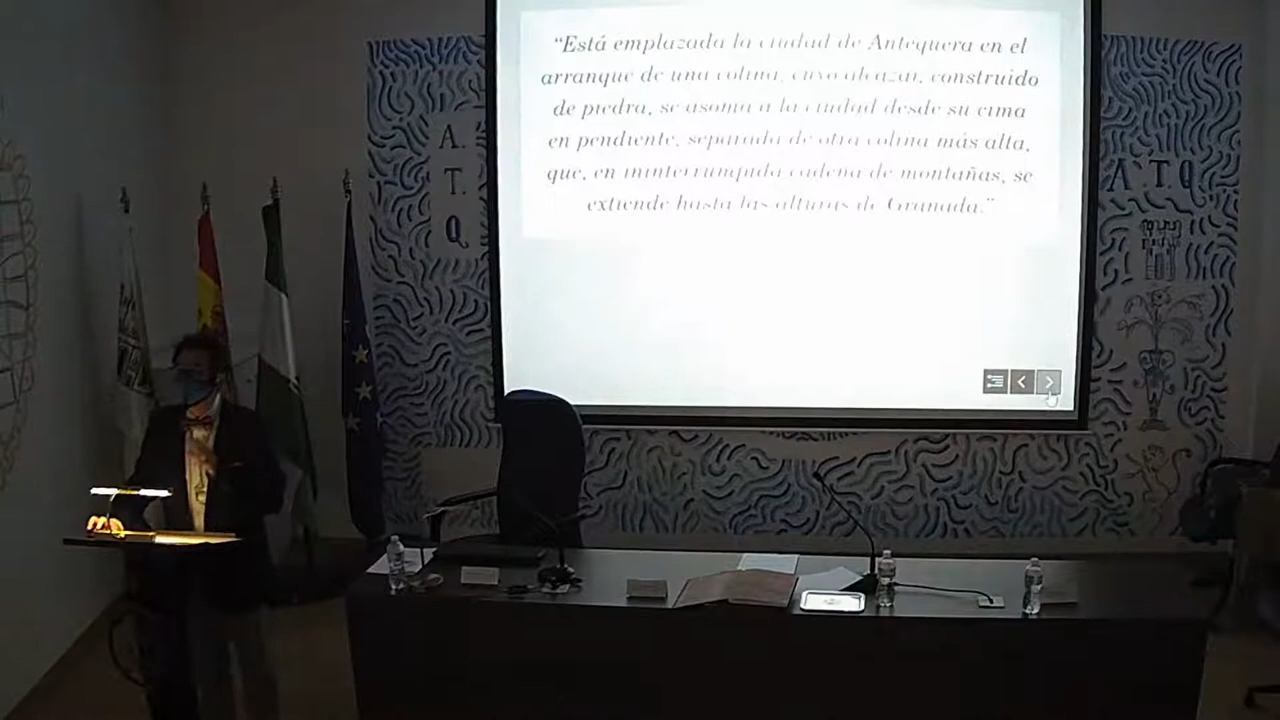 “Está emplazada la ciudad de Antequera en el
arranque de una colina, cuyo alcazar, construido
de piedra, se asoma a la ciudad desde su cima
en pendiente, separada de otra colina más alta,
que, en ininterrumpida cadena de montañas, se
extiende hasta las alturas de Granada.”
A.
T.
Q.
A T Q